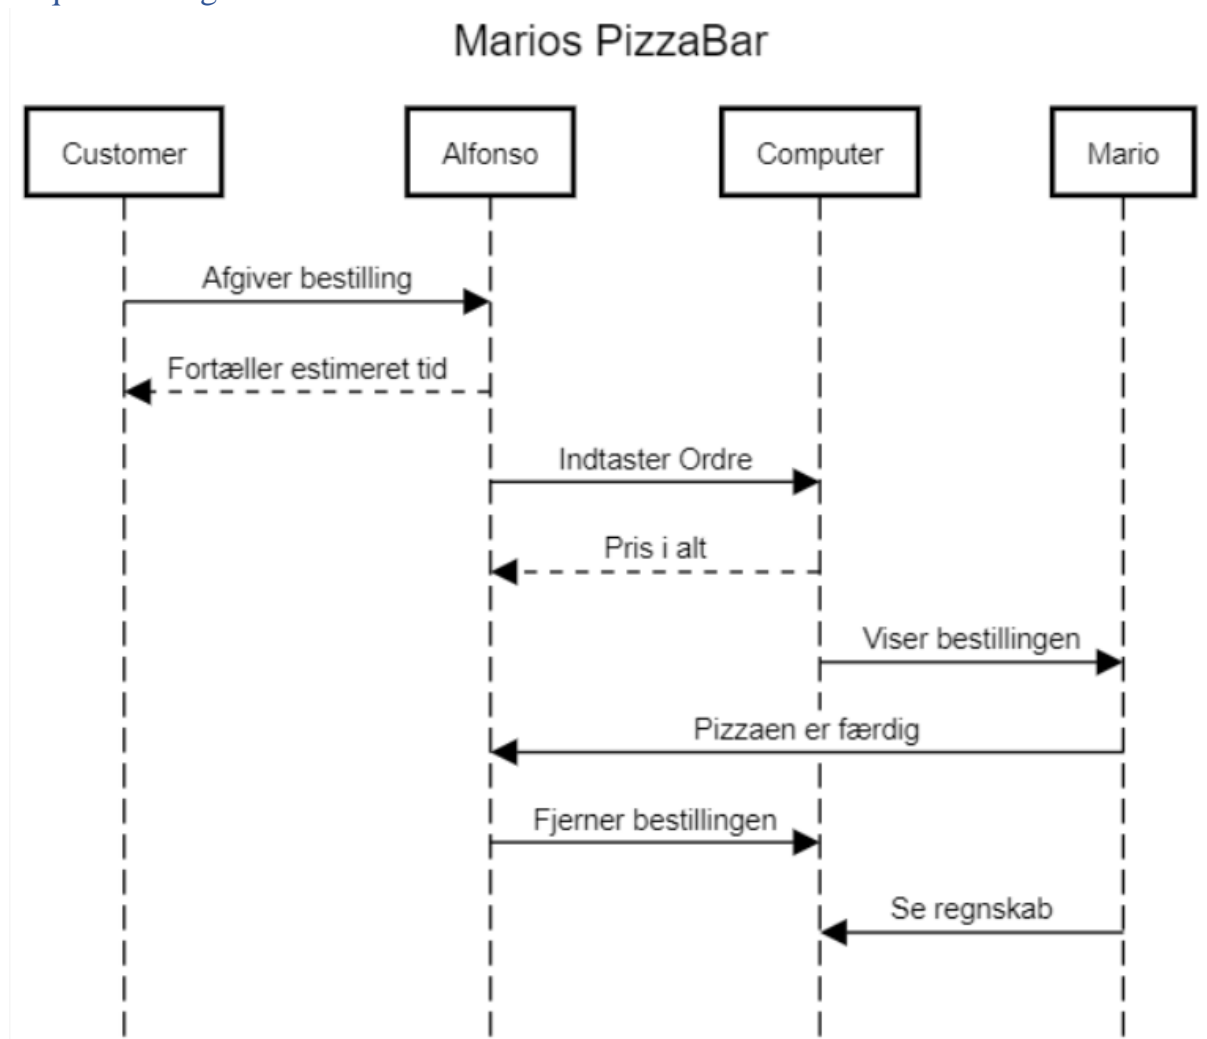 Marios PizzaBar
Customer
Alfonso
Computer
Mario
Afgiver bestilling
Fortæller estimeret tid
Indtaster Ordre
Pris i alt
Viser bestillingen
Pizzaen er færdig
Fjerner bestillingen
Se regnskab